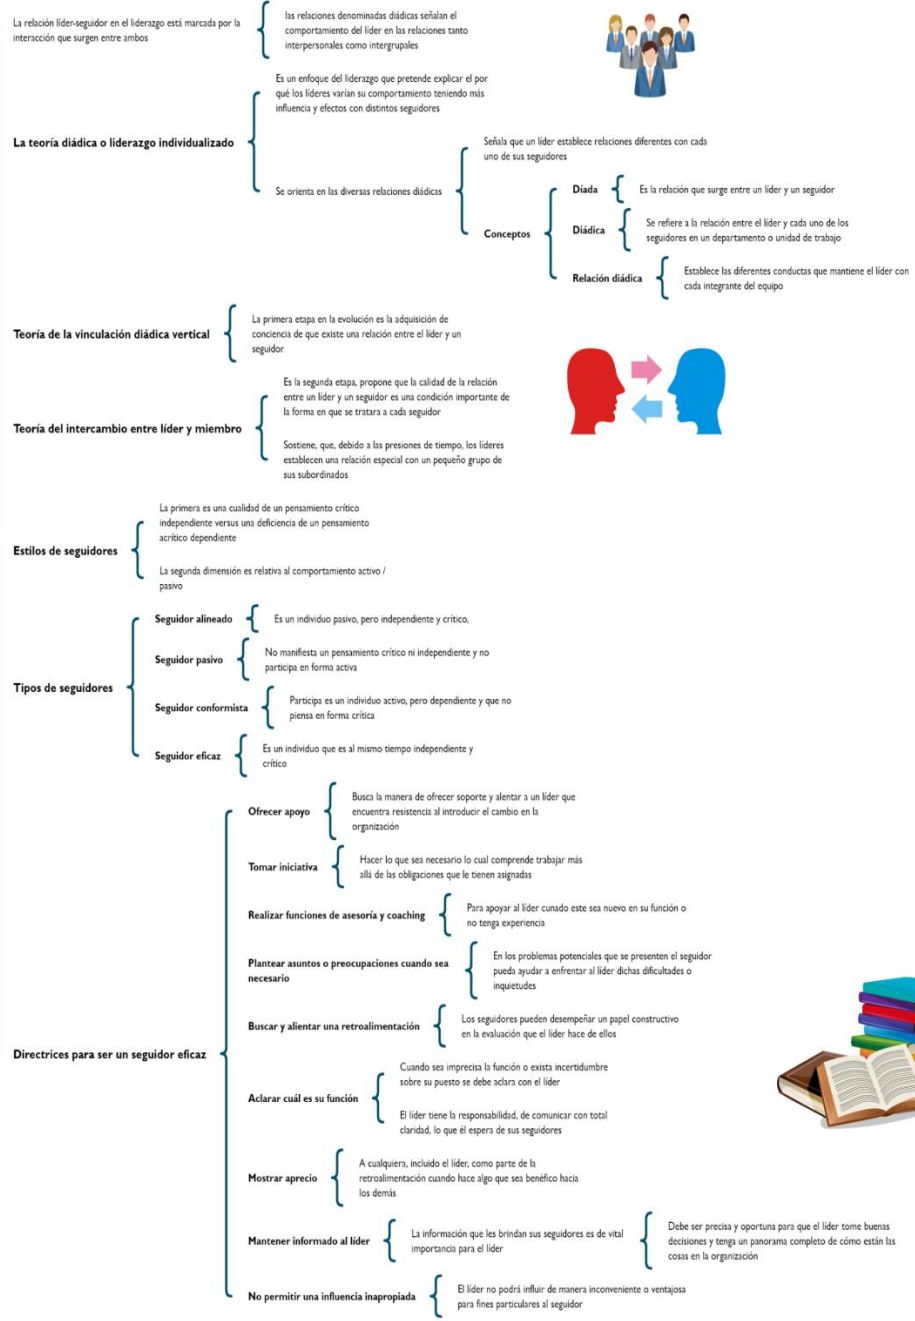 La relación líder-seguidor en el liderazgo está marcada por la
interacción que surgen entre ambos
las relaciones denominadas diádicas señalan el
comportamiento del líder en las relaciones tanto
interpersonales como intergrupales
La teoría diádica o liderazgo individualizado
Es un enfoque del liderazgo que pretende explicar el por
qué los líderes varían su comportamiento teniendo más
influencia y efectos con distintos seguidores
Se orienta en las diversas relaciones diádicas
Señala que un líder establece relaciones diferentes con cada
uno de sus seguidores
Conceptos
Díada
Es la relación que surge entre un líder y un seguidor
Diádica
Se refiere a la relación entre el líder y cada uno de los
seguidores en un departamento o unidad de trabajo
Relación diádica
Establece las diferentes conductas que mantiene el líder con
cada integrante del equipo
Teoría de la vinculación diádica vertical
La primera etapa en la evolución es la adquisición de
conciencia de que existe una relación entre el líder y un
seguidor
Teoría del intercambio entre líder y miembro
Es la segunda etapa, propone que la calidad de la relación
entre un líder y un seguidor es una condición importante de
la forma en que se tratara a cada seguidor
Sostiene, que, debido a las presiones de tiempo, los líderes
establecen una relación especial con un pequeño grupo de
sus subordinados
Estilos de seguidores
La primera es una cualidad de un pensamiento crítico
independiente versus una deficiencia de un pensamiento
acrítico dependiente
La segunda dimensión es relativa al comportamiento activo /
pasivo
Tipos de seguidores
Seguidor alineado
Es un individuo pasivo, pero independiente y crítico,
Seguidor pasivo
No manifiesta un pensamiento crítico ni independiente y no
participa en forma activa
Seguidor conformista
Participa es un individuo activo, pero dependiente y que no
piensa en forma crítica
Seguidor eficaz
Es un individuo que es al mismo tiempo independiente y
crítico
Directrices para ser un seguidor eficaz
Ofrecer apoyo
Busca la manera de ofrecer soporte y alentar a un líder que
encuentra resistencia al introducir el cambio en la
organización
Tomar iniciativa
Hacer lo que sea necesario lo cual comprende trabajar más
allá de las obligaciones que le tienen asignadas
Realizar funciones de asesoría y coaching
Para apoyar al líder cunado este sea nuevo en su función o
no tenga experiencia
Plantear asuntos o preocupaciones cuando sea
necesario
En los problemas potenciales que se presenten el seguidor
pueda ayudar a enfrentar al líder dichas dificultades o
inquietudes
Buscar y alientar una retroalimentación
Los seguidores pueden desempeñar un papel constructivo
en la evaluación que el líder hace de ellos
Aclarar cuál es su función
Cuando sea imprecisa la función o exista incertidumbre
sobre su puesto se debe aclara con el líder
El líder tiene la responsabilidad, de comunicar con total
claridad, lo que él espera de sus seguidores
Mostrar aprecio
A cualquiera, incluido el líder, como parte de la
retroalimentación cuando hace algo que sea benéfico hacia
los demás
Mantener informado al líder
La información que les brindan sus seguidores es de vital
importancia para el líder
Debe ser precisa y oportuna para que el líder tome buenas
decisiones y tenga un panorama completo de cómo están las
cosas en la organización
No permitir una influencia inapropiada
El líder no podrá influir de manera inconveniente o ventajosa
para fines particulares al seguidor